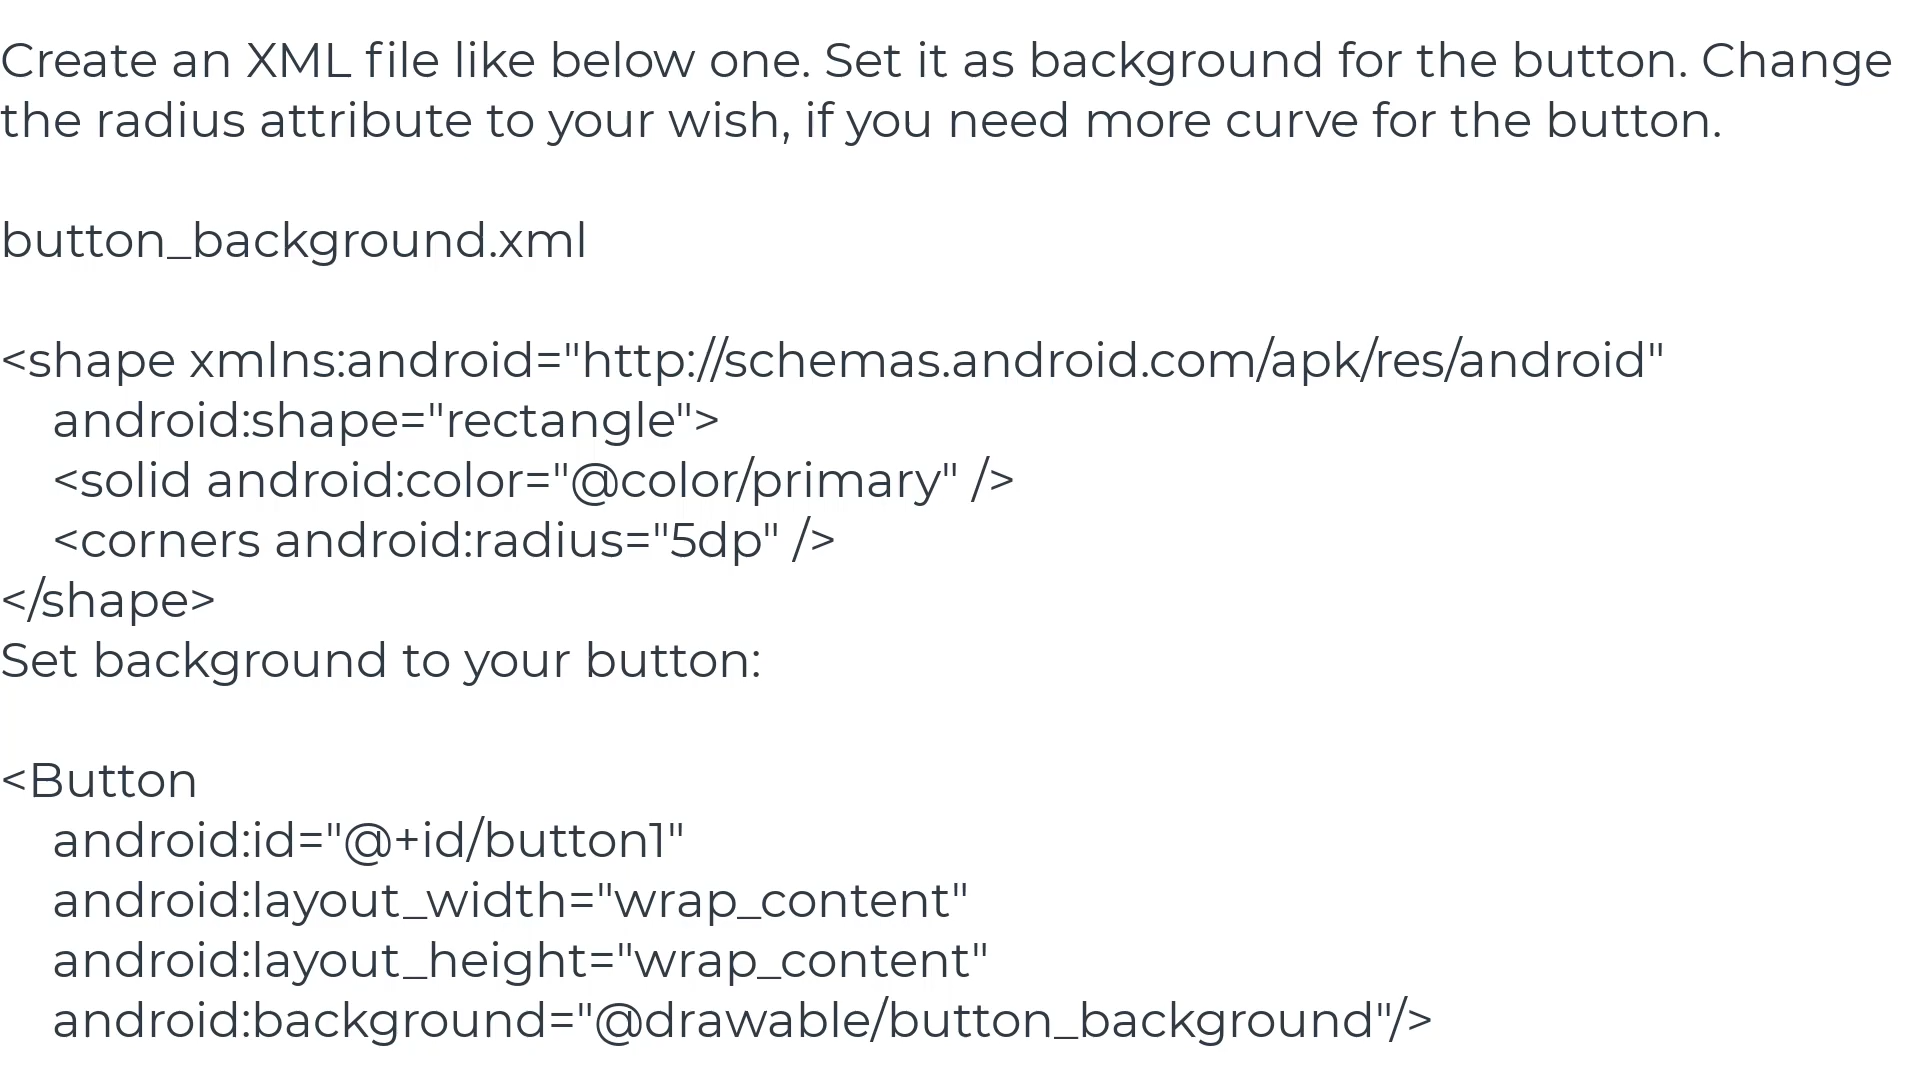 Create an XML file like below one. Set it as background for the button. Change
the radius attribute to your wish, if you need more curve for the button.
button_background.xml
<shape xmlns:android="http://schemas.android.com/apk/res/android"
    android:shape="rectangle">
    <solid android:color="@color/primary" />
    <corners android:radius="5dp" />
</shape>
Set background to your button:
<Button
    android:id="@+id/button1"
    android:layout_width="wrap_content"
    android:layout_height="wrap_content"
    android:background="@drawable/button_background"/>